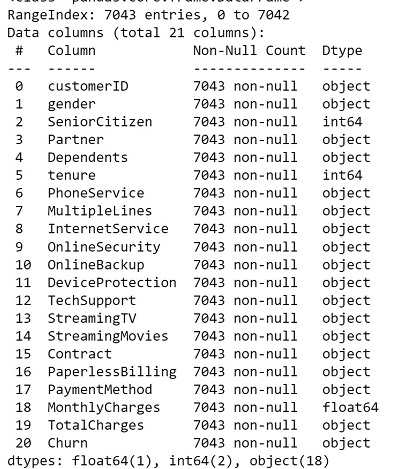 RangeIndex: 7043 entries, 0 to 7042
Data columns (total 21 columns):
 #   Column            Non-Null Count  Dtype
---  ------            --------------  -----
 0   customerID        7043 non-null   object
 1   gender            7043 non-null   object
 2   SeniorCitizen     7043 non-null   int64
 3   Partner           7043 non-null   object
 4   Dependents        7043 non-null   object
 5   tenure            7043 non-null   int64
 6   PhoneService      7043 non-null   object
 7   MultipleLines     7043 non-null   object
 8   InternetService   7043 non-null   object
 9   OnlineSecurity    7043 non-null   object
 10  OnlineBackup      7043 non-null   object
 11  DeviceProtection  7043 non-null   object
 12  TechSupport       7043 non-null   object
 13  StreamingTV       7043 non-null   object
 14  StreamingMovies   7043 non-null   object
 15  Contract          7043 non-null   object
 16  PaperlessBilling  7043 non-null   object
 17  PaymentMethod     7043 non-null   object
 18  MonthlyCharges    7043 non-null   float64
 19  TotalCharges      7043 non-null   object
 20  Churn             7043 non-null   object
dtypes: float64(1), int64(2), object(18)